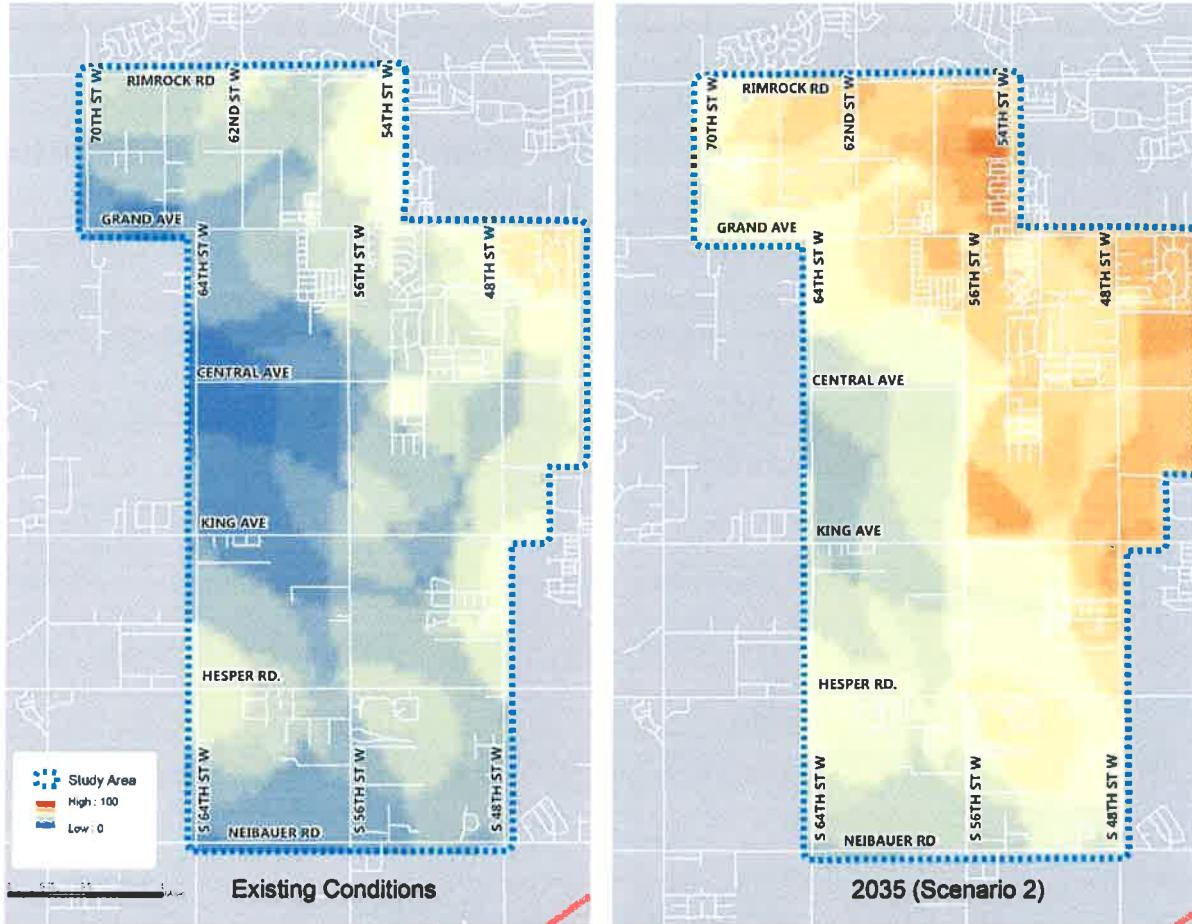 RIMROCK RD
70TH ST W
62ND ST W
54TH ST W
GRAND AVE
64TH ST W
56TH ST W
48TH ST W
CENTRAL AVE
KING AVE
HESPER RD.
S 64TH ST W
S 56TH ST W
S 48TH ST W
NEIBAUER RD
Study Area
High : 100
Low : 0
Existing Conditions
RIMROCK RD
70TH ST W
62ND ST W
54TH ST W
GRAND AVE
64TH ST W
56TH ST W
48TH ST W
CENTRAL AVE
KING AVE
HESPER RD.
S 64TH ST W
S 56TH ST W
S 48TH ST W
NEIBAUER RD
2035 (Scenario 2)